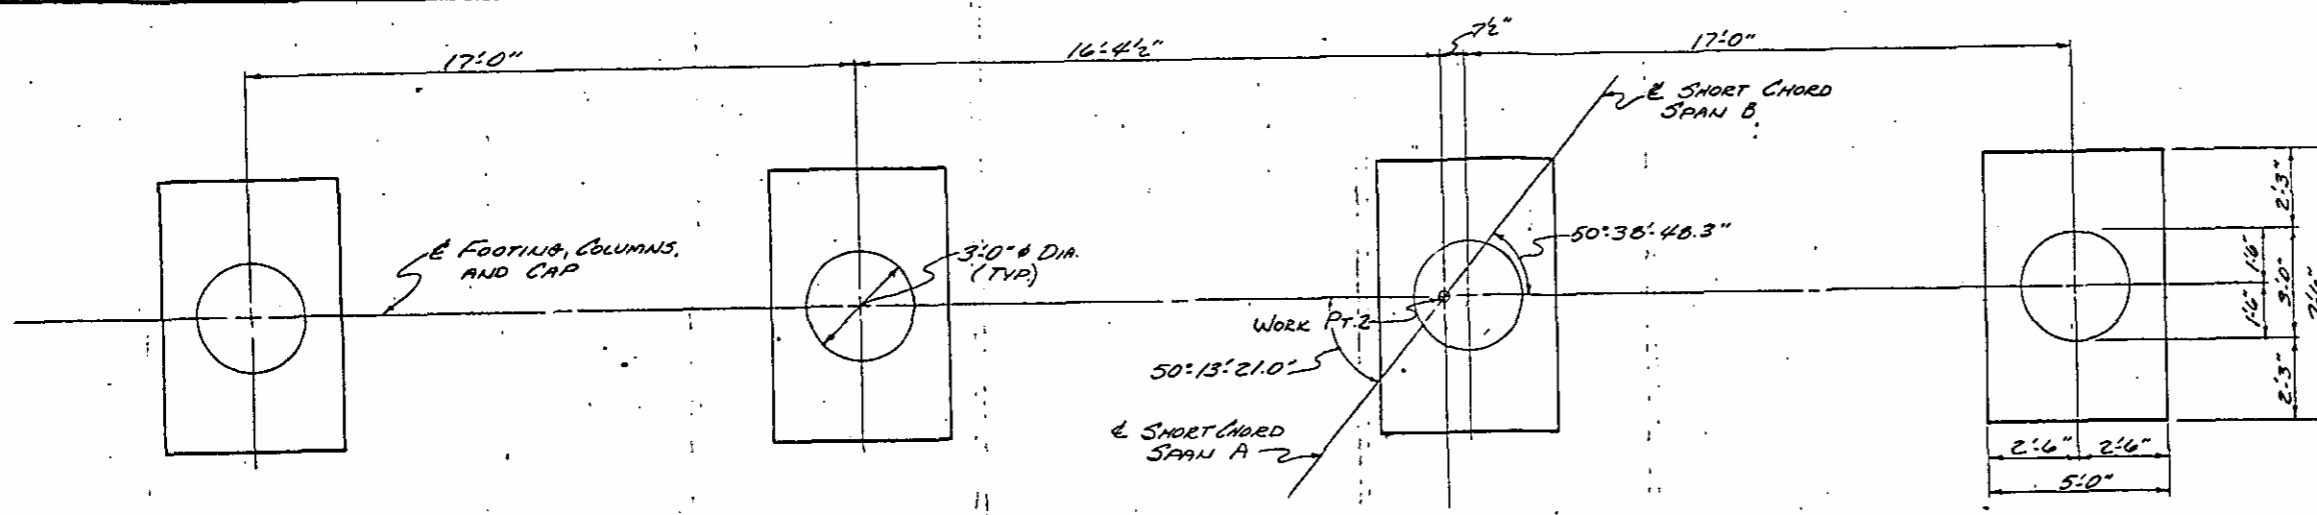 17'-0"
16'-4½"
7½"
17'-0"
℄ SHORT CHORD
SPAN B
℄ FOOTING, COLUMNS,
AND CAP
3'-0" φ DIA.
(TYP.)
50°-38'-48.3"
WORK PT. 2
50°-13'-21.0"
℄ SHORT CHORD
SPAN A
2'-3"
1'-6"
1'-6"
3'-0"
2'-3"
2'-6"
2'-6"
5'-0"